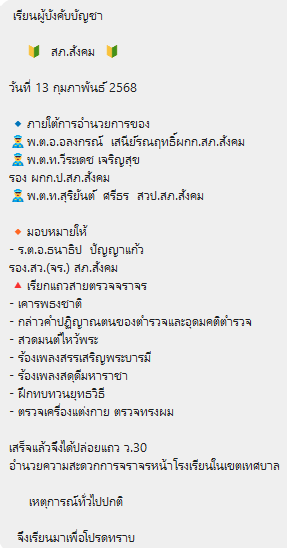 เรียนผู้บังคับบัญชา
🔰 สภ.สังคม 🔰
วันที่ 13 กุมภาพันธ์ 2568
🔹ภายใต้การอำนวยการของ
👮‍♂️พ.ต.อ.อลงกรณ์ เสนีย์รณฤทธิ์ผกก.สภ.สังคม
👮‍♂️พ.ต.ท.วีระเดช เจริญสุข
รอง ผกก.ป.สภ.สังคม
👮‍♂️พ.ต.ท.สุริยันต์ ศรีธร สวป.สภ.สังคม
🔸มอบหมายให้
- ร.ต.อ.ธนาธิป ปัญญาแก้ว
รอง.สว.(จร.) สภ.สังคม
🔺เรียกแถวสายตรวจจราจร
- เคารพธงชาติ
- กล่าวคำปฏิญาณตนของตำรวจและอุดมคติตำรวจ
- สวดมนต์ไหว้พระ
- ร้องเพลงสรรเสริญพระบารมี
- ร้องเพลงสดุดีมหาราชา
- ฝึกทบทวนยุทธวิธี
- ตรวจเครื่องแต่งกาย ตรวจทรงผม
เสร็จแล้วจึงได้ปล่อยแถว ว.30
อำนวยความสะดวกการจราจรหน้าโรงเรียนในเขตเทศบาล
เหตุการณ์ทั่วไปปกติ
จึงเรียนมาเพื่อโปรดทราบ